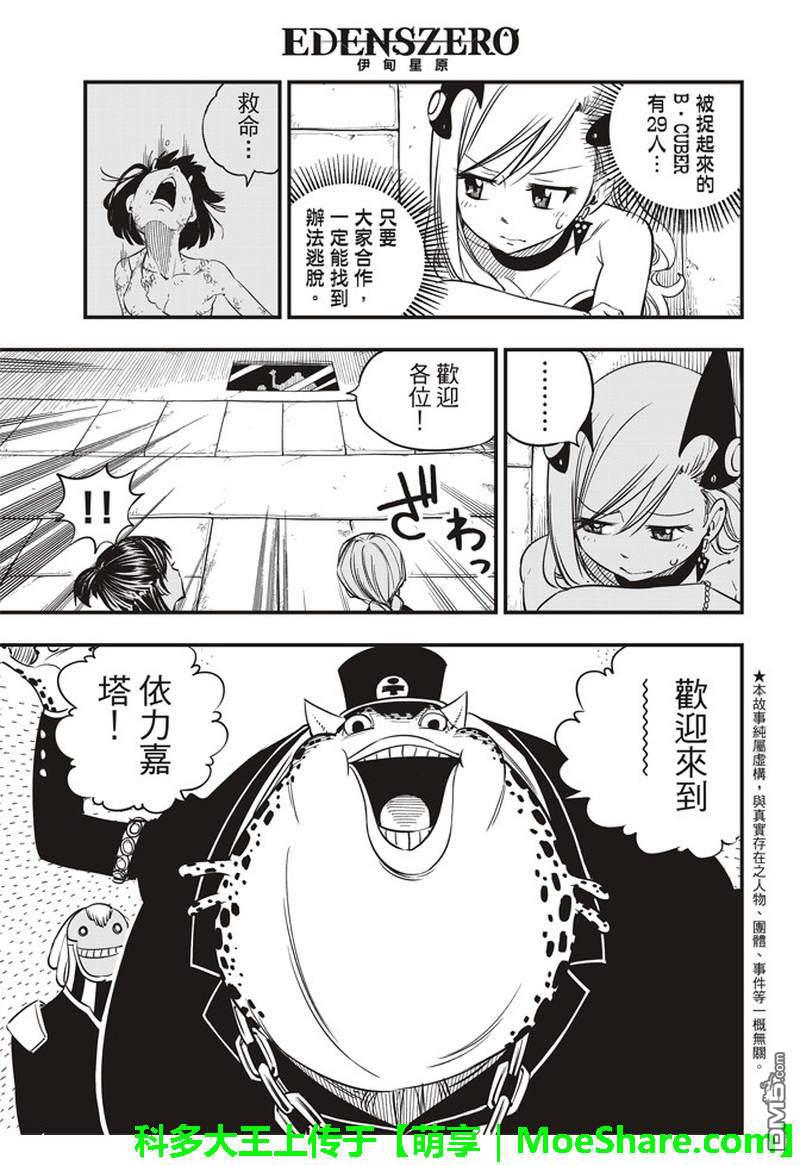 EDENSZERO
伊甸星原
被捉起來的
B・CUBER
有29人…
只要
大家合作，
一定能找到
辦法逃脫。
救命…
………
歡迎
各位！
ざわっ
!!
歡迎來到
依力嘉
塔！
★本故事純屬虛構，與真實存在之人物、團體、事件等一概無關。
DM5.com
科多大王上传于【萌享】|MoeShare.com】